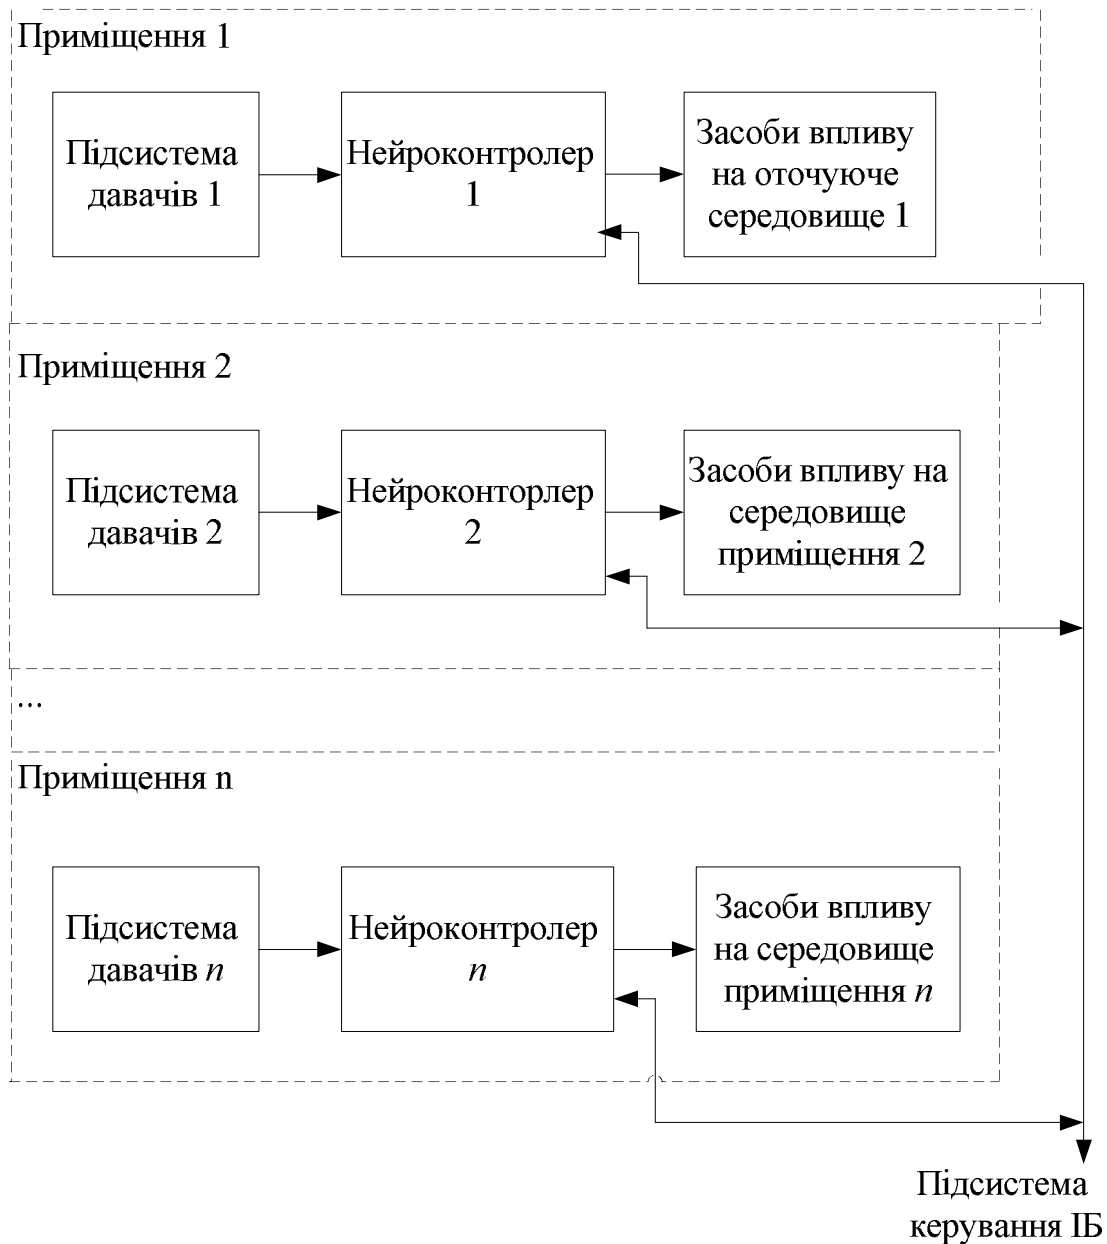 Приміщення 1
Підсистема
давачів 1
Нейроконтролер
1
Засоби впливу
на оточуюче
середовище 1
Приміщення 2
Підсистема
давачів 2
Нейроконторлер
2
Засоби впливу на
середовище
приміщення 2
...
Приміщення n
Підсистема
давачів n
Нейроконтролер
n
Засоби впливу
на середовище
приміщення n
Підсистема
керування ІБ